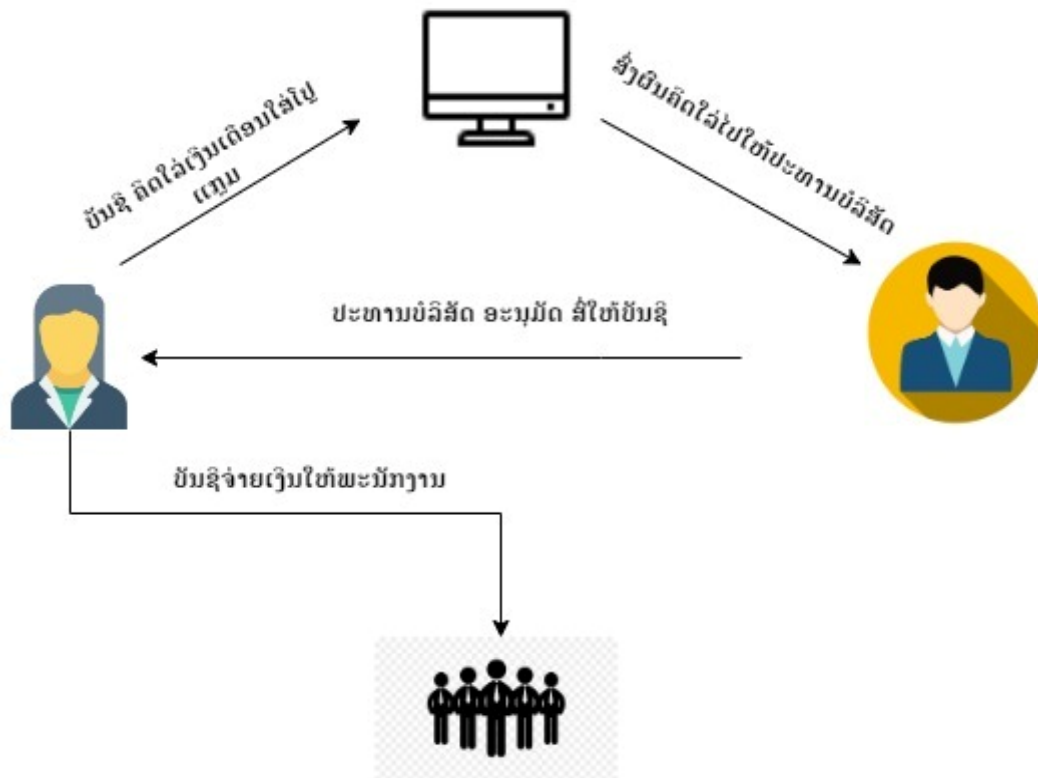 ບັນຊີ ຄິດໄລ່ເງິນເດືອນໃສ່ໂປຼ
ແກຼມ
ສົ່ງຜົນຄິດໄລ່ໄປໃຫ້ປະທານບໍລິສັດ
ປະທານບໍລິສັດ ອະນຸມັດ ສົ່ໃຫ້ບັນຊີ
ບັນຊີຈ່າຍເງິນໃຫ້ພະນັກງານ